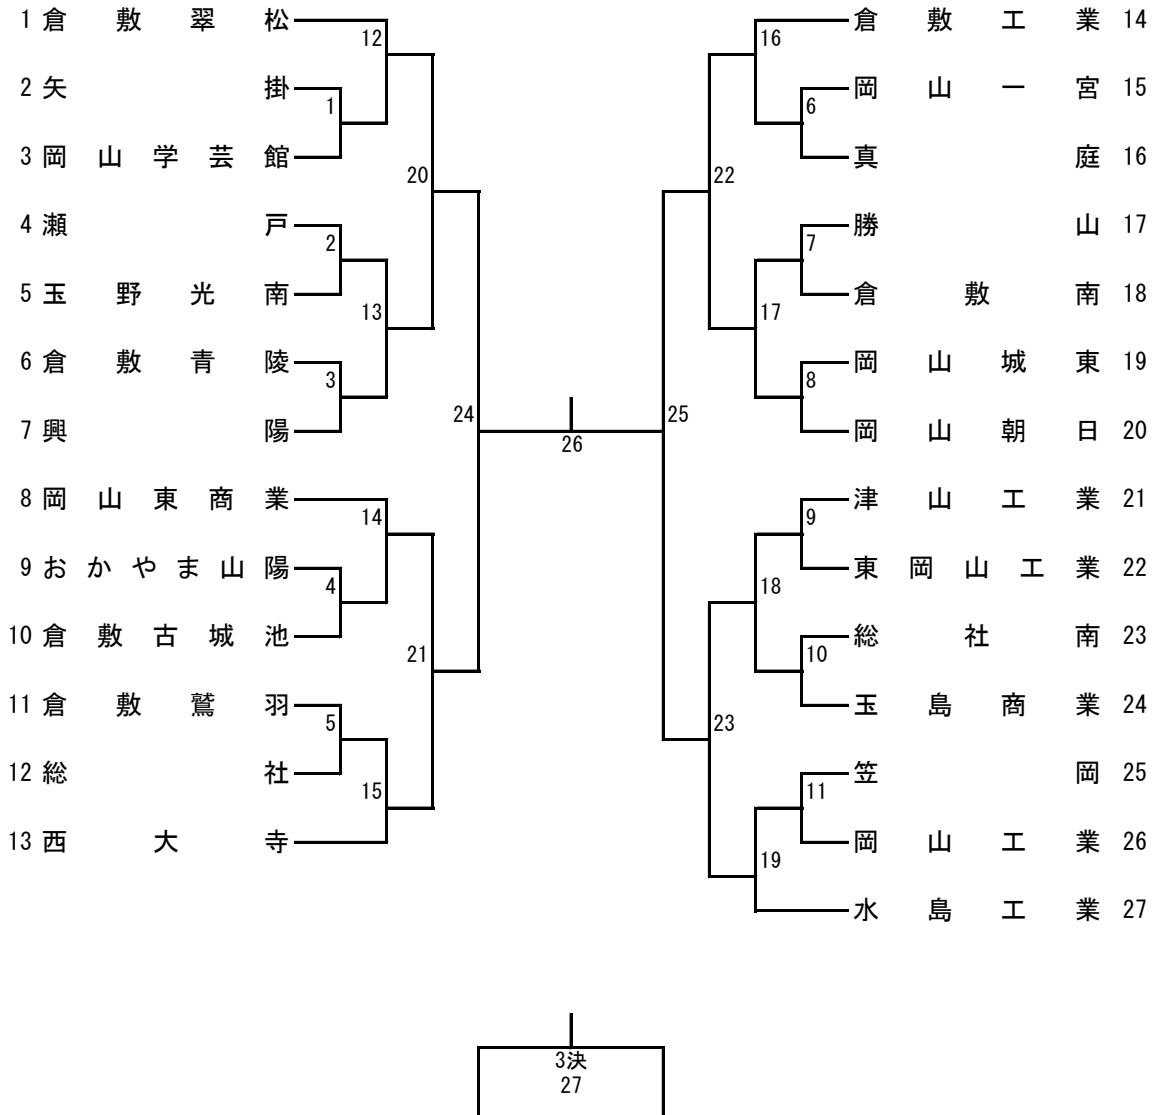 1 倉敷翠松
2 矢掛
3 岡山学芸館
4 瀬戸
5 玉野光南
6 倉敷青陵
7 興陽
8 岡山東商業
9 おかやま山陽
10 倉敷古城池
11 倉敷鷲羽
12 総社
13 西大寺
1
2
3
4
5
12
13
14
15
20
21
24
26
25
22
23
16
17
18
19
6
7
8
9
10
11
倉敷工業 14
岡山一宮 15
真庭 16
勝山 17
倉敷南 18
岡山城東 19
岡山朝日 20
津山工業 21
東岡山工業 22
総社南 23
玉島商業 24
笠岡 25
岡山工業 26
水島工業 27
3決
27